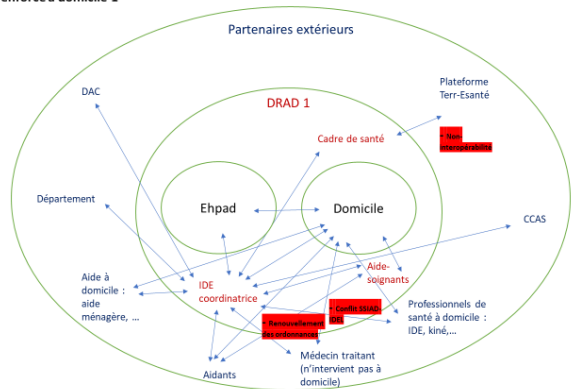 Partenaires extérieurs
DAC
Plateforme
Terr-Esanté
DRAD 1
Cadre de santé
• Non-
interopérabilité
Ehpad
Domicile
Département
CCAS
Aide à
domicile :
aide
ménagère, ...
IDE
coordinatrice
Aide-
soignants
• Conflit SSIAD-
• Renouvellement
des ordonnances
Professionnels de
santé à domicile :
IDE, kiné,...
Médecin traitant
(n'intervient pas à
domicile)
Aidants